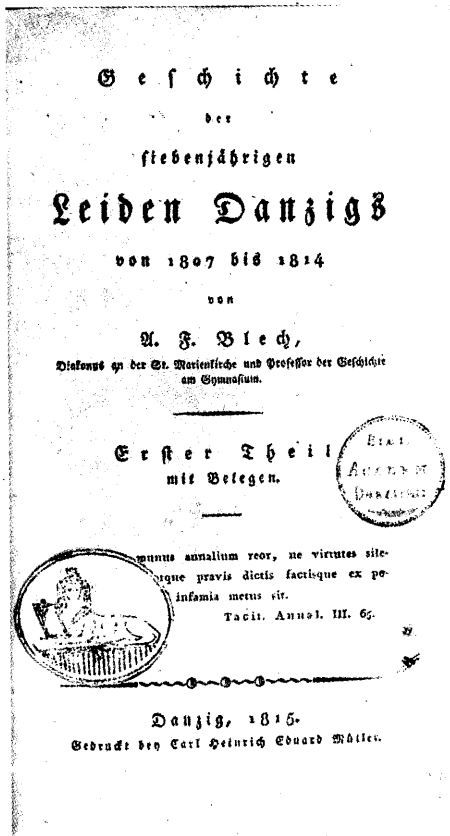 Geschichte
der
siebenjährigen
Leiden Danzigs
von 1807 bis 1814
von
A. F. Blech,
Diakonus an der St. Marienkirche und Professor der Geschichte
am Gymnasium.
Erster Theil
mit Belegen.
munus annalium reor, ne virtutes sile-
rque pravis dictis factisque ex po-
infamia metus sit.
Tacit. Annal. III. 65.
Danzig, 1815.
Gedruckt bey Carl Heinrich Eduard Müller.